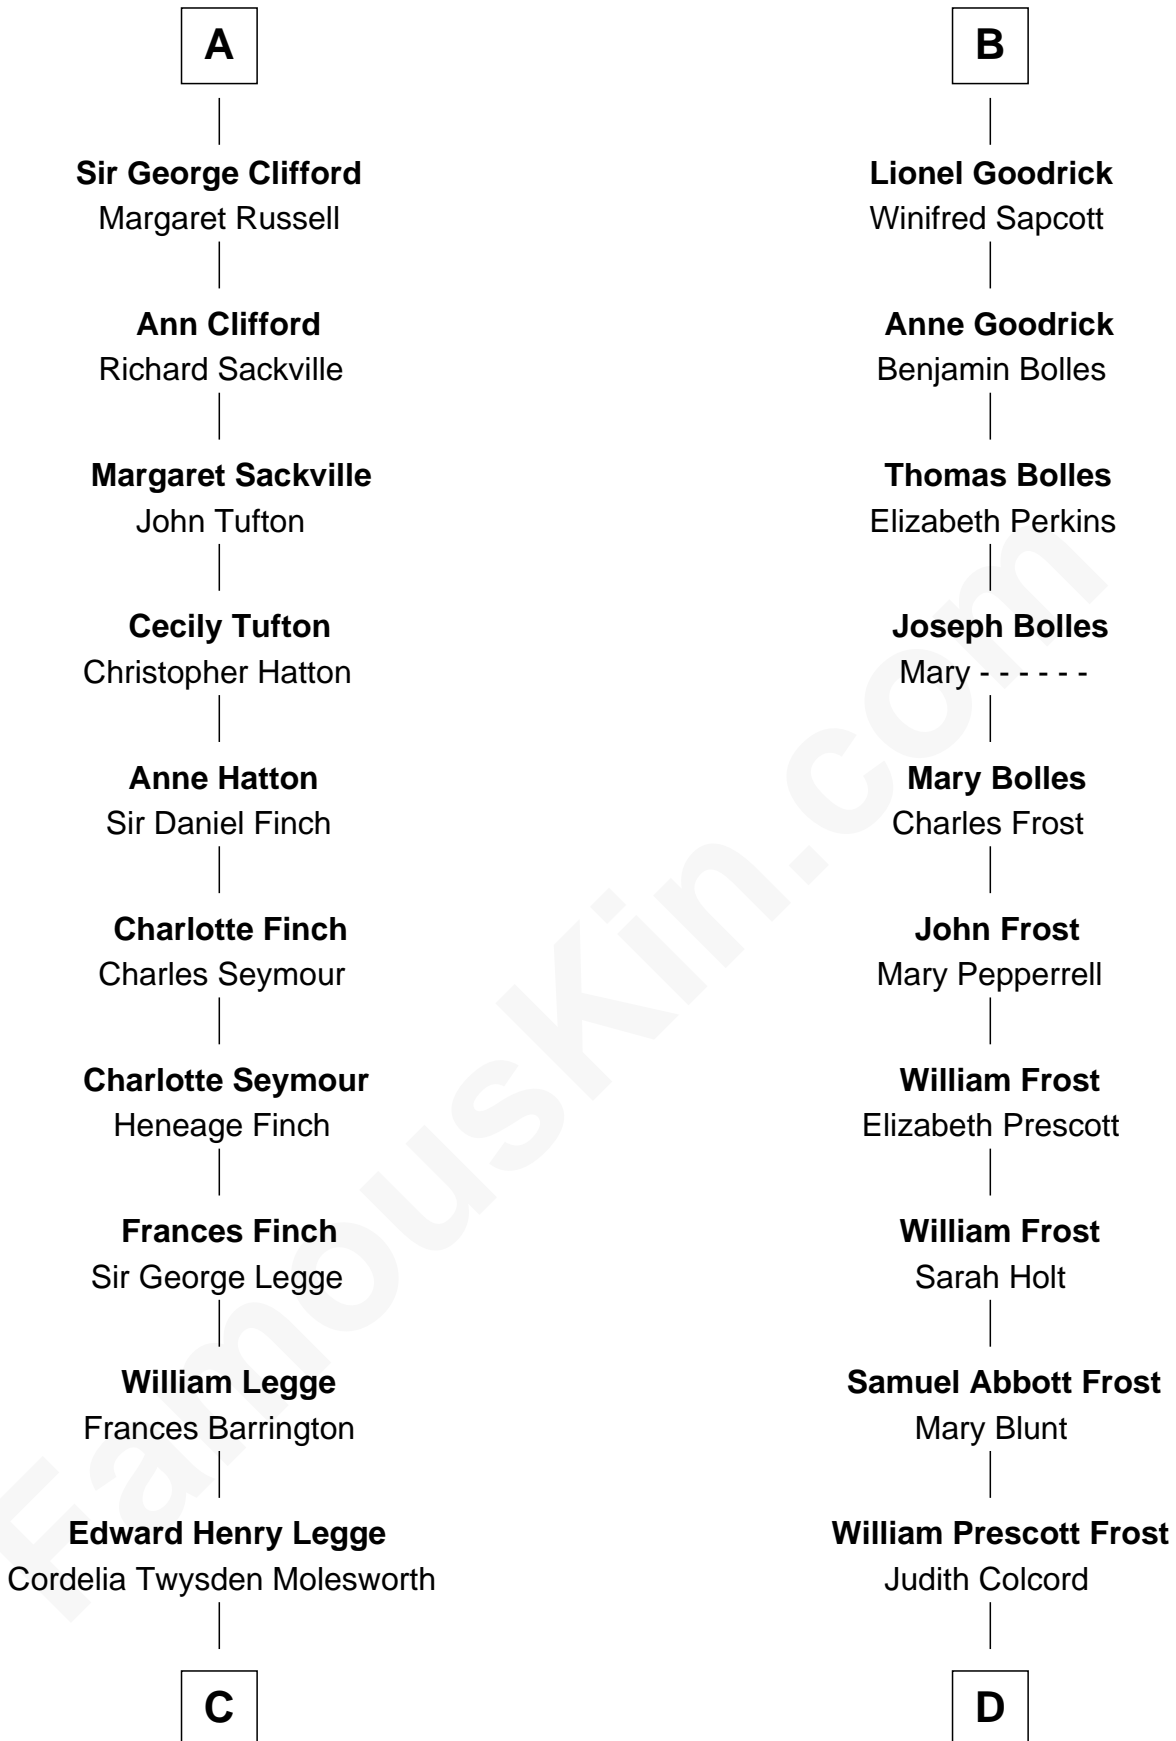 A
Sir George Clifford
Margaret Russell
Ann Clifford
Richard Sackville
Margaret Sackville
John Tufton
Cecily Tufton
Christopher Hatton
Anne Hatton
Sir Daniel Finch
Charlotte Finch
Charles Seymour
Charlotte Seymour
Heneage Finch
Frances Finch
Sir George Legge
William Legge
Frances Barrington
Edward Henry Legge
Cordelia Twysden Molesworth
C
B
Lionel Goodrick
Winifred Sapcott
Anne Goodrick
Benjamin Bolles
Thomas Bolles
Elizabeth Perkins
Joseph Bolles
Mary - - - - - -
Mary Bolles
Charles Frost
John Frost
Mary Pepperrell
William Frost
Elizabeth Prescott
William Frost
Sarah Holt
Samuel Abbott Frost
Mary Blunt
William Prescott Frost
Judith Colcord
D
FamousKin.com